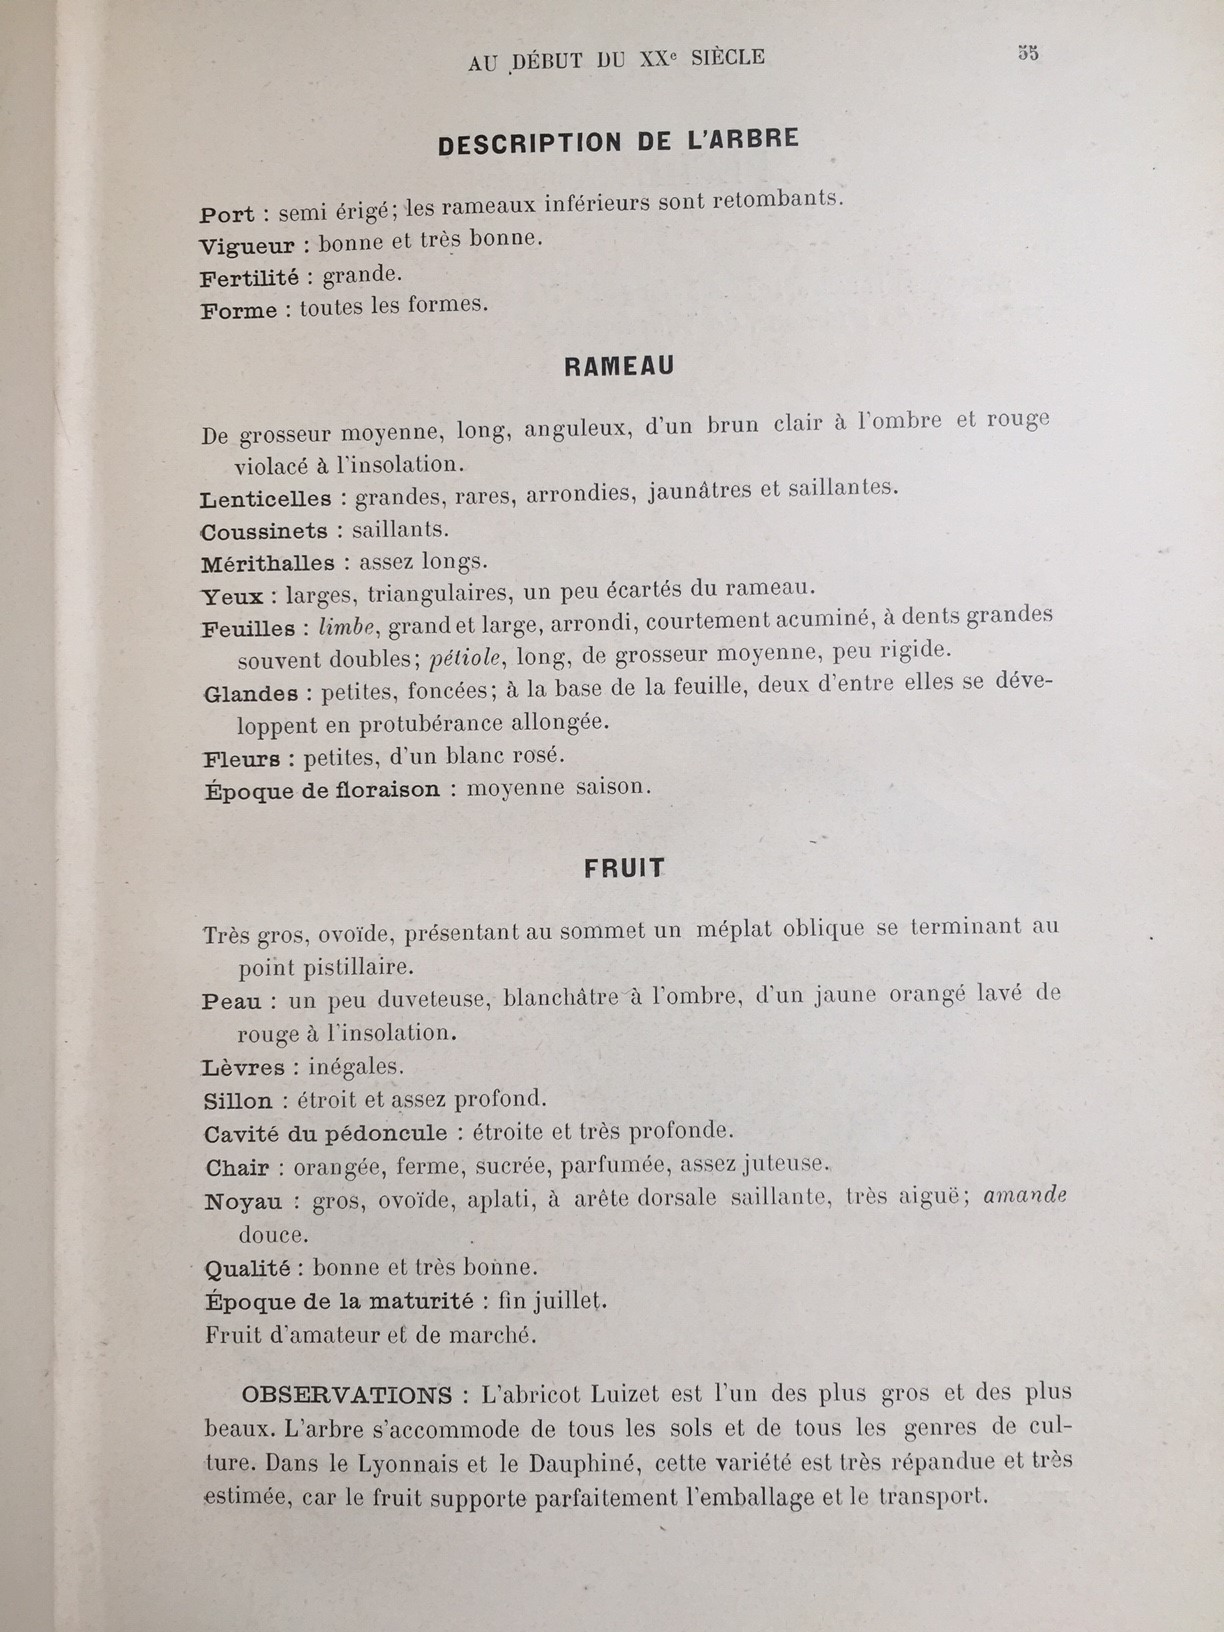 AU DÉBUT DU XXe SIÈCLE 55
DESCRIPTION DE L'ARBRE
Port : semi érigé; les rameaux inférieurs sont retombants.
Vigueur : bonne et très bonne.
Fertilité : grande.
Forme : toutes les formes.
RAMEAU
De grosseur moyenne, long, anguleux, d'un brun clair à l'ombre et rouge
violacé à l'insolation.
Lenticelles : grandes, rares, arrondies, jaunâtres et saillantes.
Coussinets : saillants.
Mérithalles : assez longs.
Yeux : larges, triangulaires, un peu écartés du rameau.
Feuilles : limbe, grand et large, arrondi, courtement acuminé, à dents grandes
souvent doubles; pétiole, long, de grosseur moyenne, peu rigide.
Glandes : petites, foncées; à la base de la feuille, deux d'entre elles se déve-
loppent en protubérance allongée.
Fleurs : petites, d'un blanc rosé.
Époque de floraison : moyenne saison.
FRUIT
Très gros, ovoïde, présentant au sommet un méplat oblique se terminant au
point pistillaire.
Peau : un peu duveteuse, blanchâtre à l'ombre, d'un jaune orangé lavé de
rouge à l'insolation.
Lèvres : inégales.
Sillon : étroit et assez profond.
Cavité du pédoncule : étroite et très profonde.
Chair : orangée, ferme, sucrée, parfumée, assez juteuse.
Noyau : gros, ovoïde, aplati, à arête dorsale saillante, très aiguë; amande
douce.
Qualité : bonne et très bonne.
Époque de la maturité : fin juillet.
Fruit d'amateur et de marché.
OBSERVATIONS : L'abricot Luizet est l'un des plus gros et des plus
beaux. L'arbre s'accommode de tous les sols et de tous les genres de cul-
ture. Dans le Lyonnais et le Dauphiné, cette variété est très répandue et très
estimée, car le fruit supporte parfaitement l'emballage et le transport.